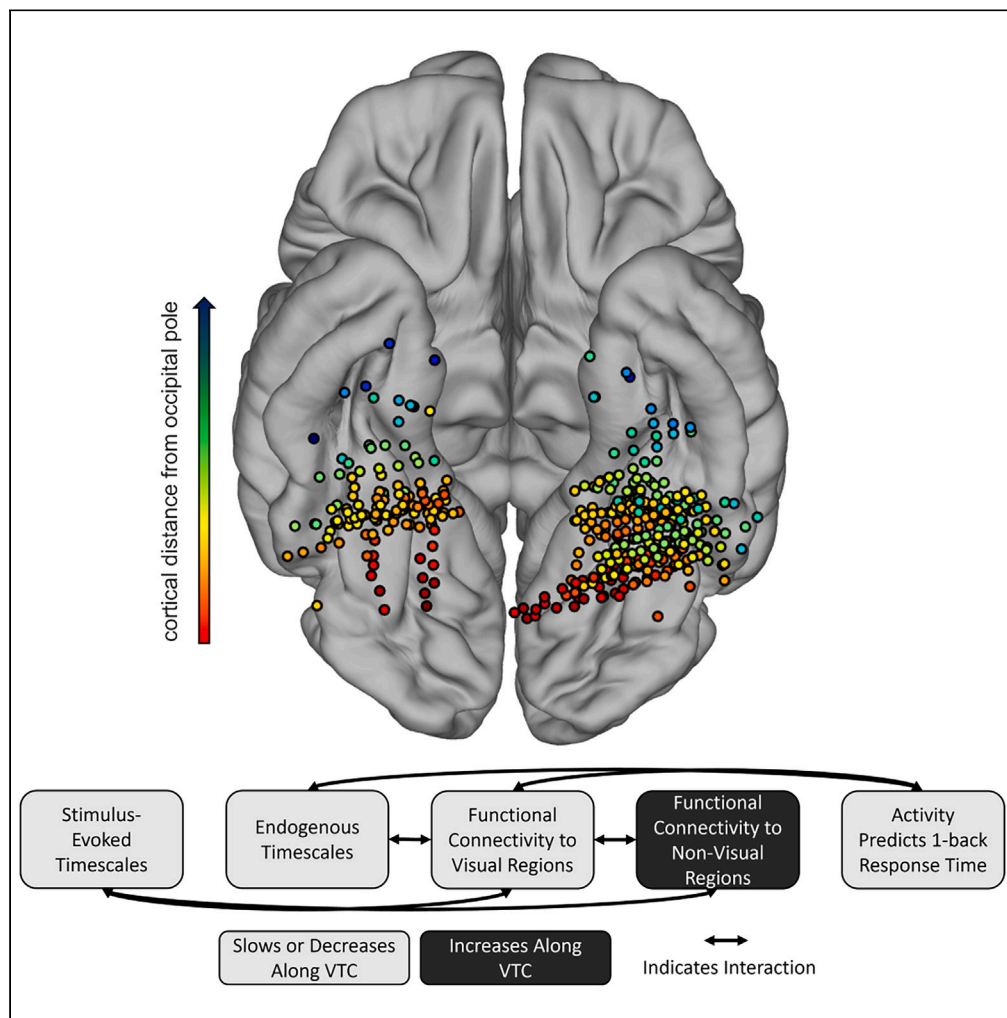 cortical distance from occipital pole
Stimulus-
Evoked
Timescales
Endogenous
Timescales
Functional
Connectivity to
Visual Regions
Functional
Connectivity to
Non-Visual
Regions
Activity
Predicts 1-back
Response Time
Slows or Decreases
Along VTC
Increases Along
VTC
Indicates Interaction